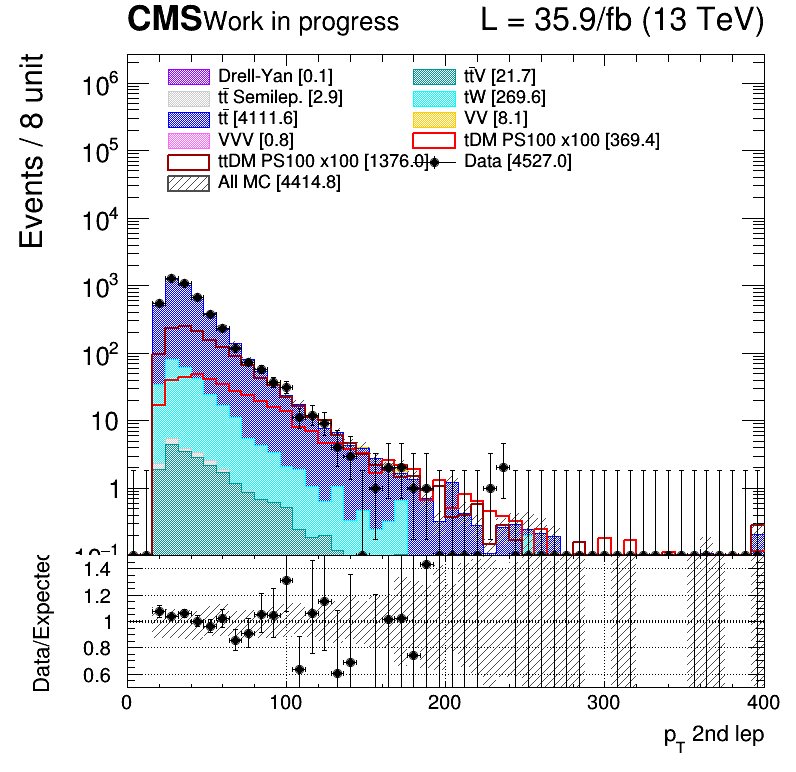 CMS Work in progress L = 35.9/fb (13 TeV)
Events / 8 unit
10⁶
10⁵
10⁴
10³
10²
10
1
10⁻¹
Drell-Yan [0.1] tt̄V [21.7]
tt̄ Semilep. [2.9] tW [269.6]
tt̄ [4111.6] VV [8.1]
VVV [0.8] tDM PS100 x100 [369.4]
ttDM PS100 x100 [1376.0] Data [4527.0]
All MC [4414.8]
Data/Expected
1.4
1.2
1
0.8
0.6
0 100 200 300 400
p_T 2nd lep